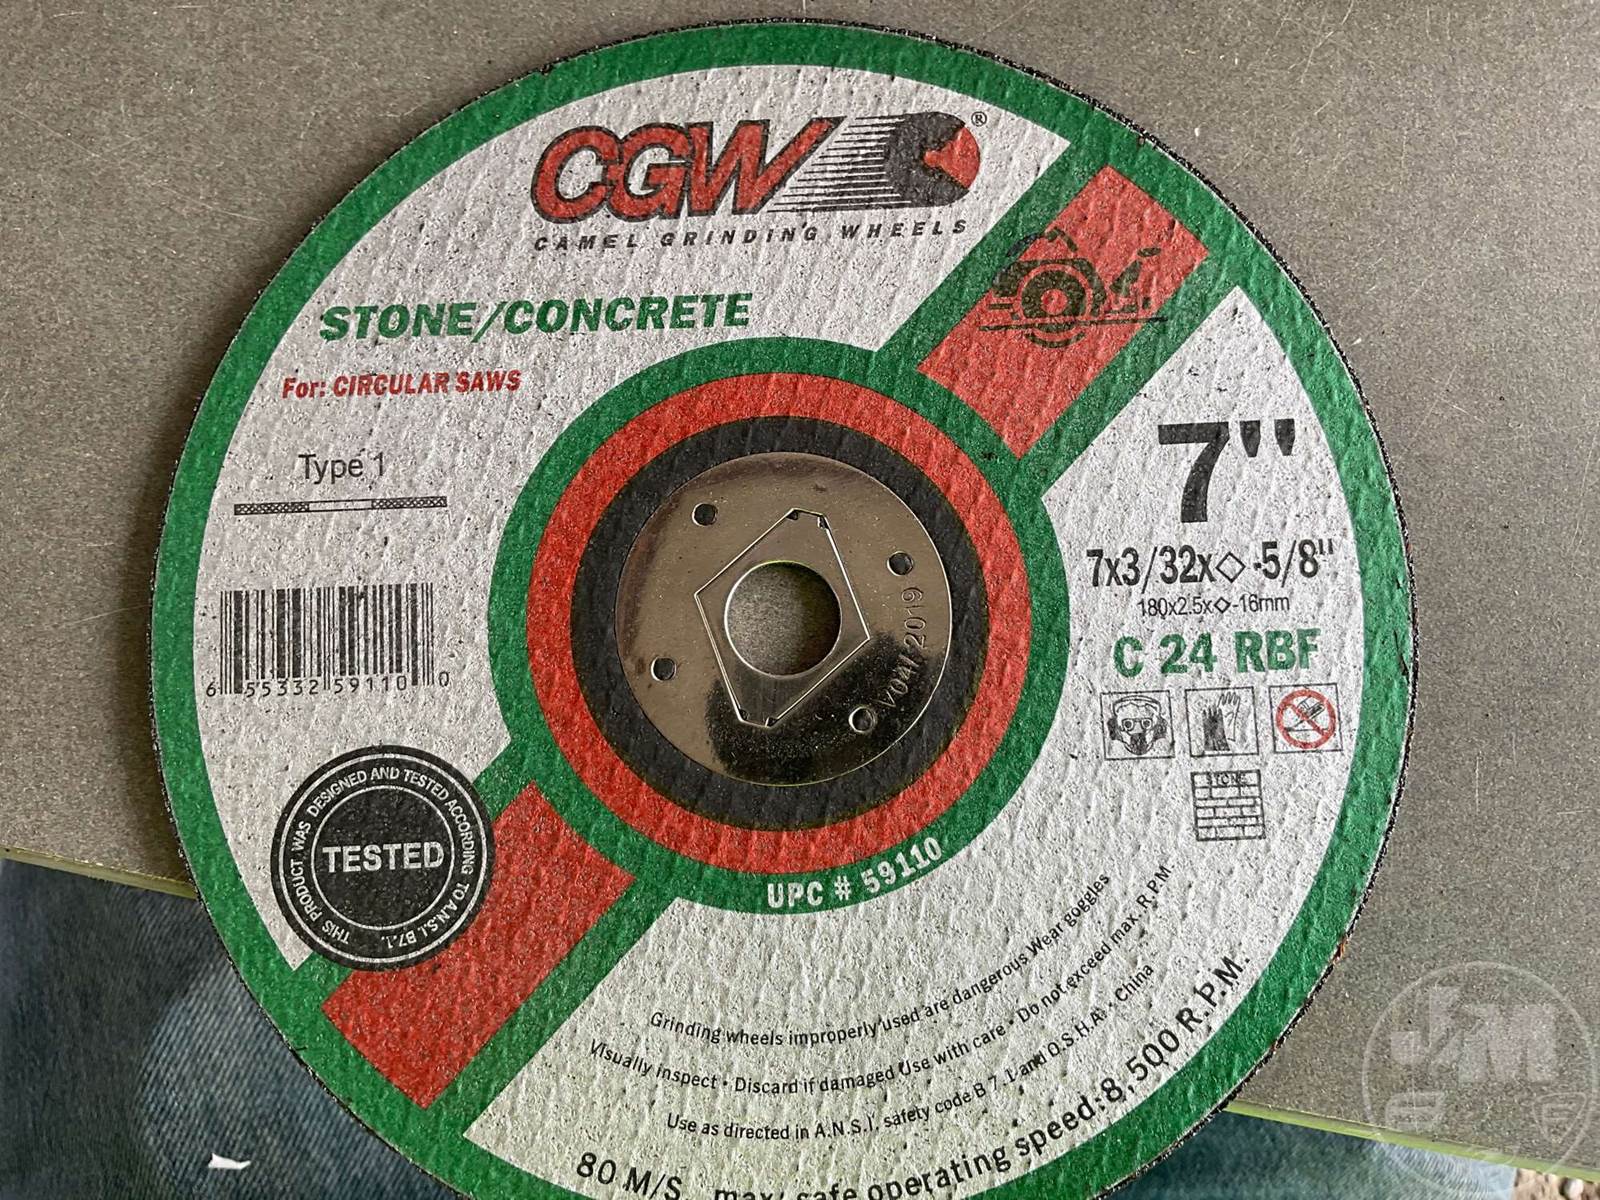 CGW®
CAMEL GRINDING WHEELS
STONE/CONCRETE
For: CIRCULAR SAWS
Type 1
7"
7x3/32x◇-5/8"
180x2.5x◇-16mm
C 24 RBF
STONE
V04/ 2019
6 55332 59110 0
THIS PRODUCT WAS DESIGNED AND TESTED ACCORDING TO A.N.S.I. B7.1.
TESTED
UPC # 59110
Grinding wheels improperly used are dangerous Wear goggles
Visually inspect • Discard if damaged Use with care • Do not exceed max. R.P.M.
Use as directed in A.N.S.I. safety code B 7.1 and O.S.H.A. • China
80 M/S max/ safe operating speed:8,500 R.P.M.
JM